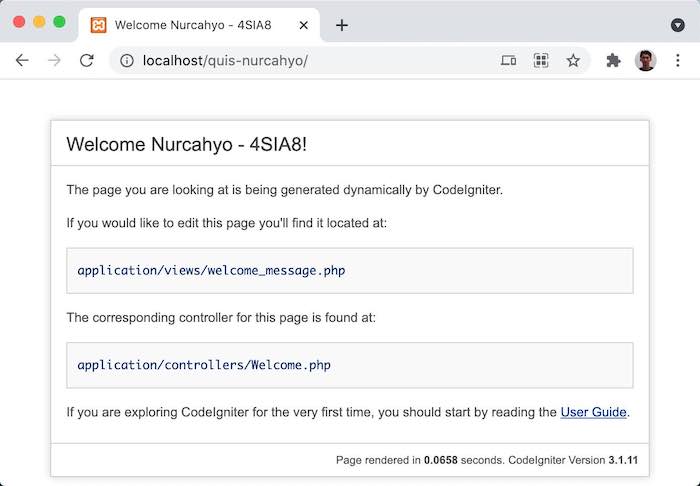 Welcome Nurcahyo - 4SIA8
localhost/quis-nurcahyo/
Welcome Nurcahyo - 4SIA8!
The page you are looking at is being generated dynamically by CodeIgniter.
If you would like to edit this page you'll find it located at:
application/views/welcome_message.php
The corresponding controller for this page is found at:
application/controllers/Welcome.php
If you are exploring CodeIgniter for the very first time, you should start by reading the User Guide.
Page rendered in 0.0658 seconds. CodeIgniter Version 3.1.11